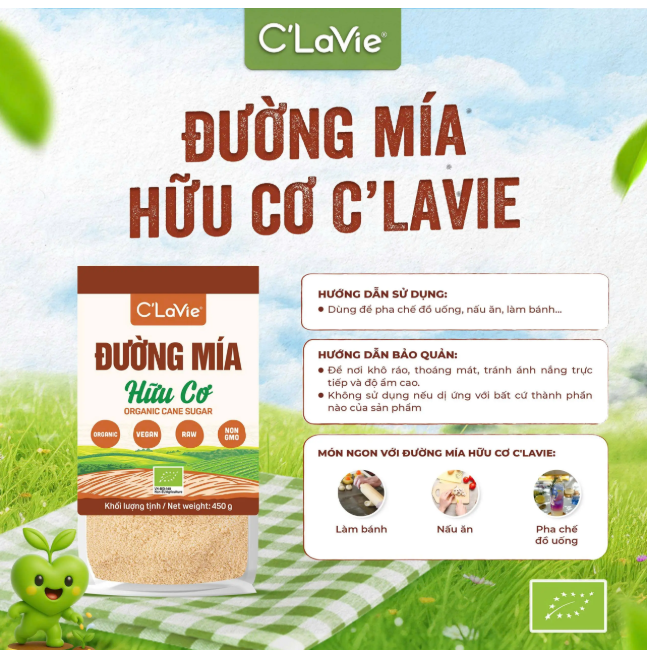 C'LaVie®
ĐƯỜNG MÍA
HỮU CƠ C'LAVIE
C'LaVie®
ĐƯỜNG MÍA
Hữu Cơ
ORGANIC CANE SUGAR
ORGANIC
VEGAN
RAW
NON
GMO
Khối lượng tịnh / Net weight: 450 g
HƯỚNG DẪN SỬ DỤNG:
• Dùng để pha chế đồ uống, nấu ăn, làm bánh...
HƯỚNG DẪN BẢO QUẢN:
• Để nơi khô ráo, thoáng mát, tránh ánh nắng trực
tiếp và độ ẩm cao.
• Không sử dụng nếu dị ứng với bất cứ thành phần
nào của sản phẩm
MÓN NGON VỚI ĐƯỜNG MÍA HỮU CƠ C'LAVIE:
Làm bánh
Nấu ăn
Pha chế
đồ uống